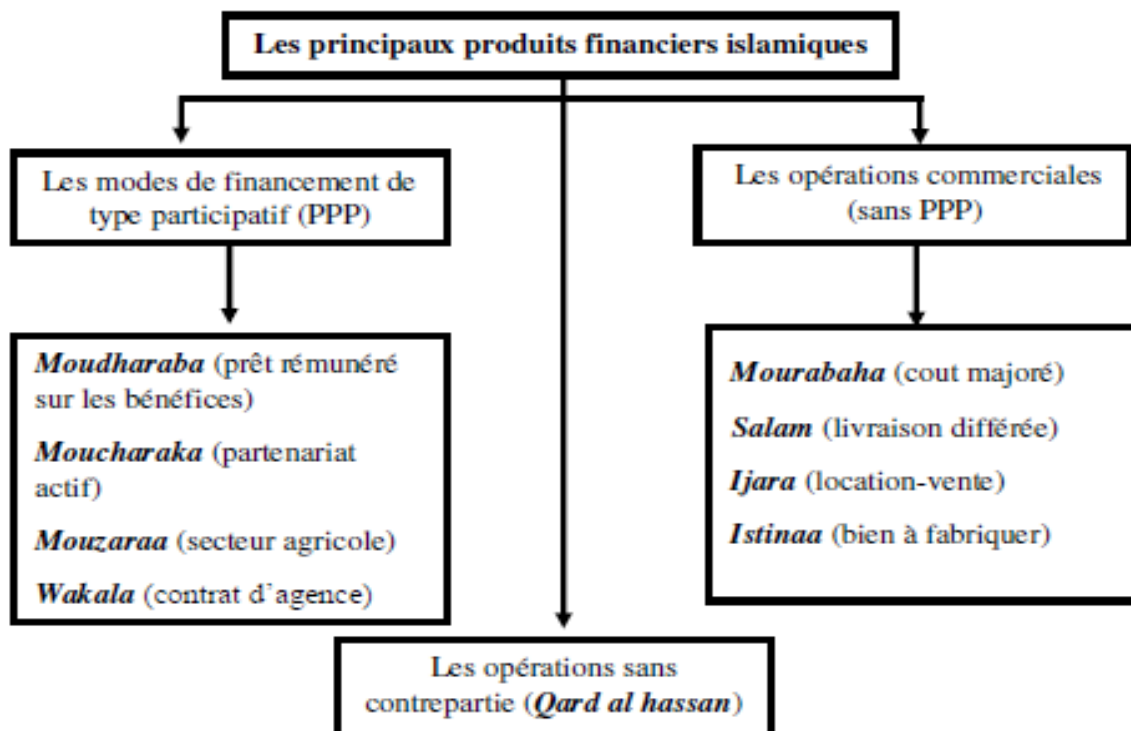 Les principaux produits financiers islamiques
Les modes de financement de
type participatif (PPP)
Les opérations commerciales
(sans PPP)
Moudharaba (prêt rémunéré
sur les bénéfices)
Moucharaka (partenariat
actif)
Mouzaraa (secteur agricole)
Wakala (contrat d'agence)
Mourabaha (cout majoré)
Salam (livraison différée)
Ijara (location-vente)
Istinaa (bien à fabriquer)
Les opérations sans
contrepartie (Qard al hassan)